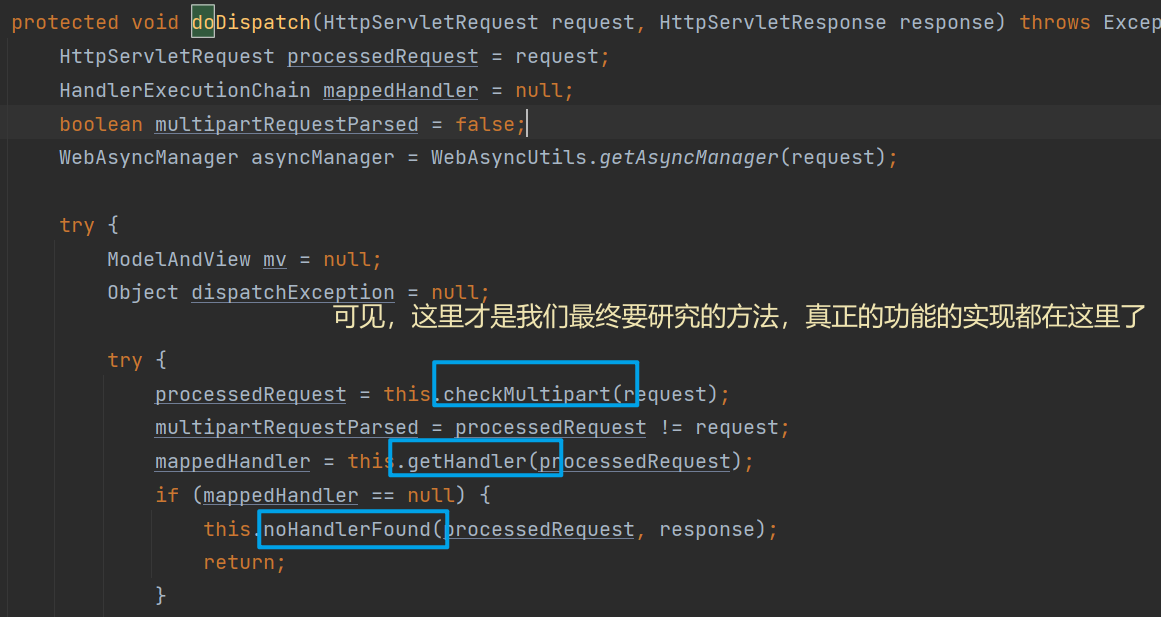 protected void doDispatch(HttpServletRequest request, HttpServletResponse response) throws Excep
HttpServletRequest processedRequest = request;
HandlerExecutionChain mappedHandler = null;
boolean multipartRequestParsed = false;
WebAsyncManager asyncManager = WebAsyncUtils.getAsyncManager(request);
try {
ModelAndView mv = null;
Object dispatchException = null;
可见，这里才是我们最终要研究的方法，真正的功能的实现都在这里了
try {
processedRequest = this.checkMultipart(request);
multipartRequestParsed = processedRequest != request;
mappedHandler = this.getHandler(processedRequest);
if (mappedHandler == null) {
this.noHandlerFound(processedRequest, response);
return;
}